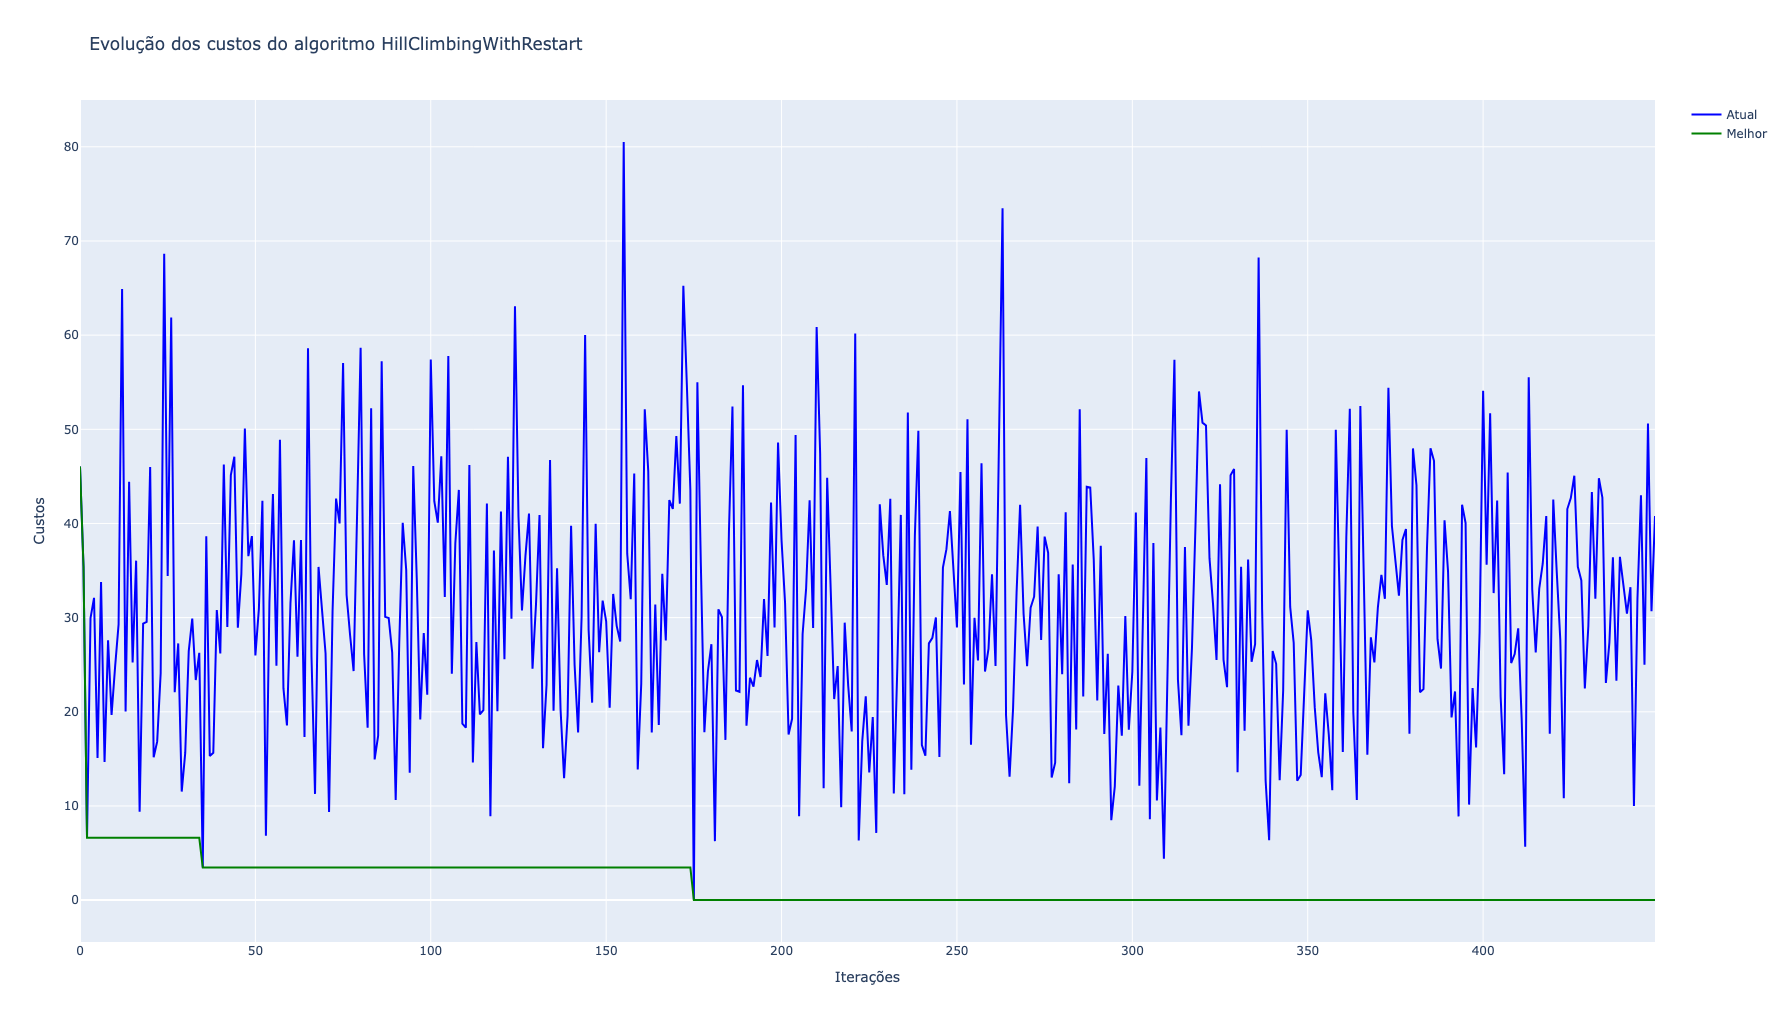 Evolução dos custos do algoritmo HillClimbingWithRestart
Atual
Melhor
80
70
60
50
40
30
20
10
0
Custos
0 50 100 150 200 250 300 350 400
Iterações